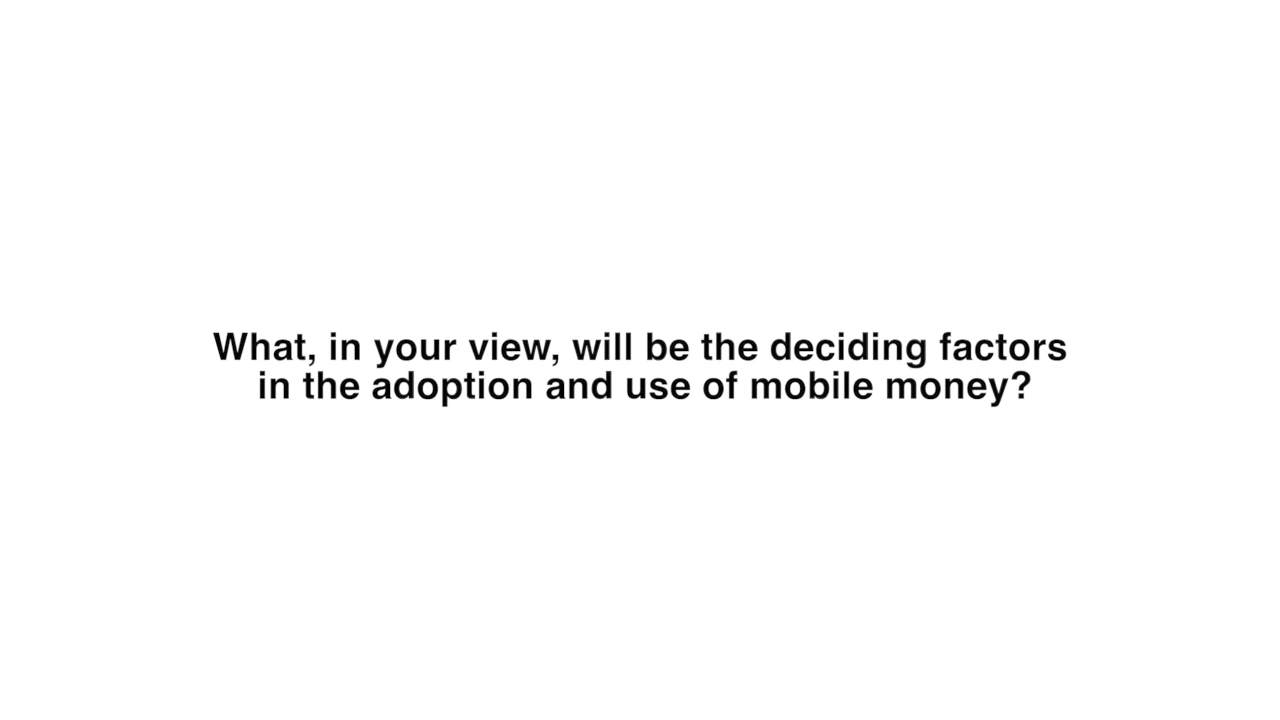 What, in your view, will be the deciding factors
in the adoption and use of mobile money?